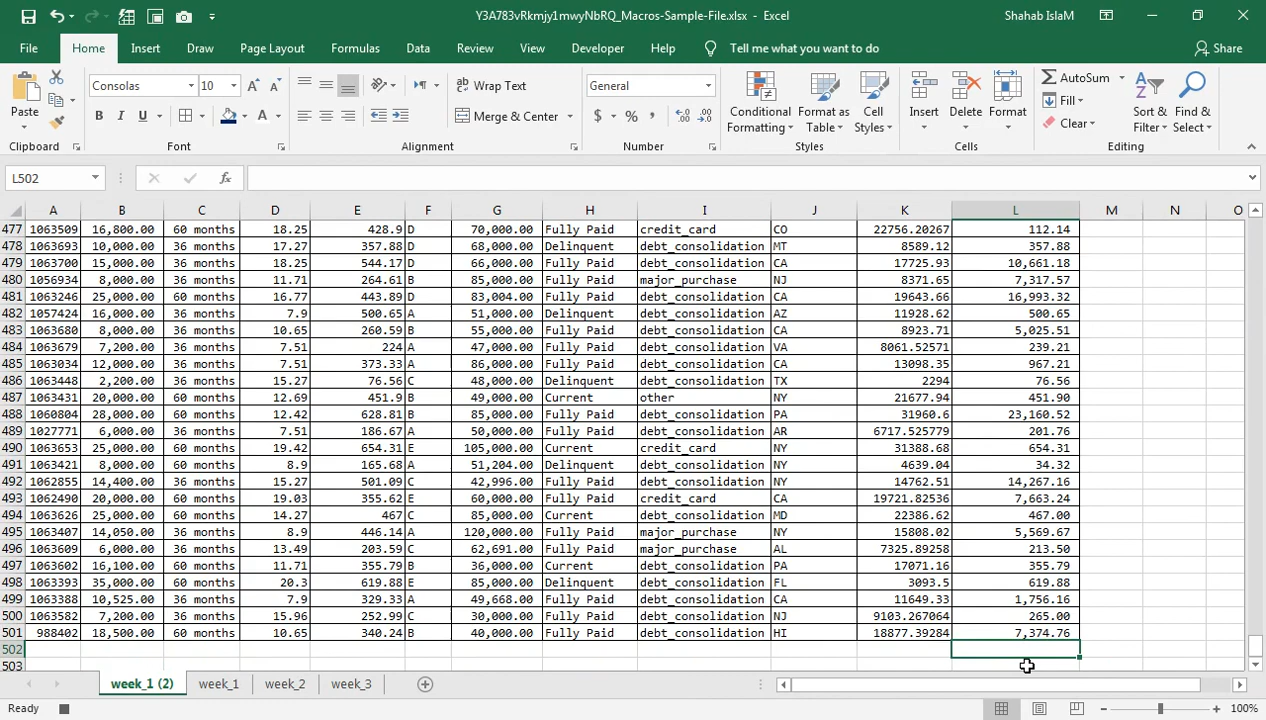 Y3A783vRkmjy1mwyNbRQ_Macros-Sample-File.xlsx - Excel
Shahab IslaM
File Home Insert Draw Page Layout Formulas Data Review View Developer Help Tell me what you want to do Share
Consolas 10 Wrap Text General AutoSum
Paste B I U Merge & Center $ % , Conditional Formatting Format as Table Cell Styles Insert Delete Format Fill Clear Sort & Filter Find & Select
Clipboard Font Alignment Number Styles Cells Editing
L502 fx
A B C D E F G H I J K L M N O
477 1063509 16,800.00 60 months 18.25 428.9 D 70,000.00 Fully Paid credit_card CO 22756.20267 112.14
478 1063693 10,000.00 36 months 17.27 357.88 D 68,000.00 Delinquent debt_consolidation MT 8589.12 357.88
479 1063700 15,000.00 36 months 18.25 544.17 D 66,000.00 Fully Paid debt_consolidation CA 17725.93 10,661.18
480 1056934 8,000.00 36 months 11.71 264.61 B 85,000.00 Fully Paid major_purchase NJ 8371.65 7,317.57
481 1063246 25,000.00 60 months 16.77 443.89 D 83,004.00 Fully Paid debt_consolidation CA 19643.66 16,993.32
482 1057424 16,000.00 36 months 7.9 500.65 A 51,000.00 Delinquent debt_consolidation AZ 11928.62 500.65
483 1063680 8,000.00 36 months 10.65 260.59 B 55,000.00 Fully Paid debt_consolidation CA 8923.71 5,025.51
484 1063679 7,200.00 36 months 7.51 224 A 47,000.00 Fully Paid debt_consolidation VA 8061.52571 239.21
485 1063034 12,000.00 36 months 7.51 373.33 A 86,000.00 Fully Paid debt_consolidation CA 13098.35 967.21
486 1063448 2,200.00 36 months 15.27 76.56 C 48,000.00 Delinquent debt_consolidation TX 2294 76.56
487 1063431 20,000.00 60 months 12.69 451.9 B 49,000.00 Current other NY 21677.94 451.90
488 1060804 28,000.00 60 months 12.42 628.81 B 85,000.00 Fully Paid debt_consolidation PA 31960.6 23,160.52
489 1027771 6,000.00 36 months 7.51 186.67 A 50,000.00 Fully Paid debt_consolidation AR 6717.525779 201.76
490 1063653 25,000.00 60 months 19.42 654.31 E 105,000.00 Current credit_card NY 31388.68 654.31
491 1063421 8,000.00 60 months 8.9 165.68 A 51,204.00 Delinquent debt_consolidation NY 4639.04 34.32
492 1062855 14,400.00 36 months 15.27 501.09 C 42,996.00 Fully Paid debt_consolidation NY 14762.51 14,267.16
493 1062490 20,000.00 60 months 19.03 355.62 E 60,000.00 Fully Paid credit_card CA 19721.82536 7,663.24
494 1063626 25,000.00 60 months 14.27 467 C 85,000.00 Current debt_consolidation MD 22386.62 467.00
495 1063407 14,050.00 36 months 8.9 446.14 A 120,000.00 Fully Paid major_purchase NY 15808.02 5,569.67
496 1063609 6,000.00 36 months 13.49 203.59 C 62,691.00 Fully Paid major_purchase AL 7325.89258 213.50
497 1063602 16,100.00 60 months 11.71 355.79 B 36,000.00 Current debt_consolidation PA 17071.16 355.79
498 1063393 35,000.00 60 months 20.3 619.88 E 85,000.00 Delinquent debt_consolidation FL 3093.5 619.88
499 1063388 10,525.00 36 months 7.9 329.33 A 49,668.00 Fully Paid debt_consolidation CA 11649.33 1,756.16
500 1063582 7,200.00 36 months 15.96 252.99 C 30,000.00 Fully Paid debt_consolidation NJ 9103.267064 265.00
501 988402 18,500.00 60 months 10.65 340.24 B 40,000.00 Fully Paid debt_consolidation HI 18877.39284 7,374.76
502
503
week_1 (2) week_1 week_2 week_3
Ready 100%